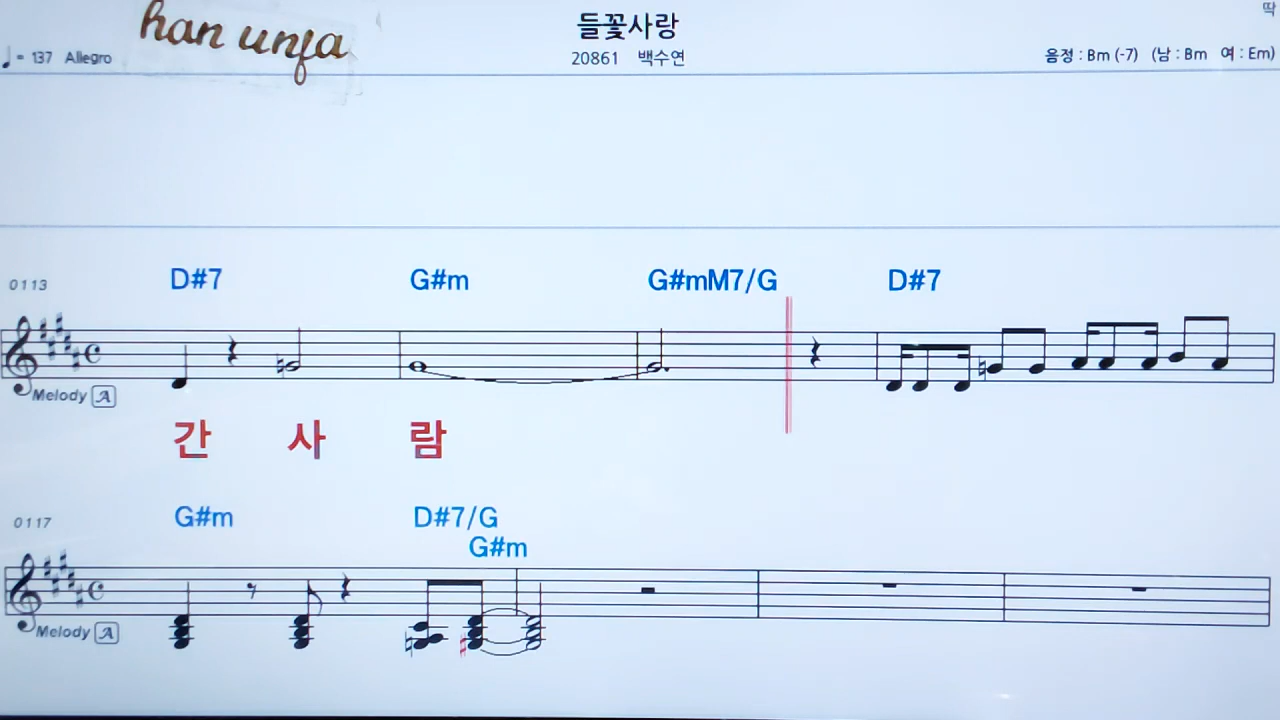 han unja
들꽃사랑
딱
♩= 137 Allegro
20861 백수연
음정 : Bm (-7) (남 : Bm 여 : Em)
0113
D#7 G#m G#mM7/G D#7
Melody A
간 사 람
0117
G#m D#7/G
G#m
Melody A